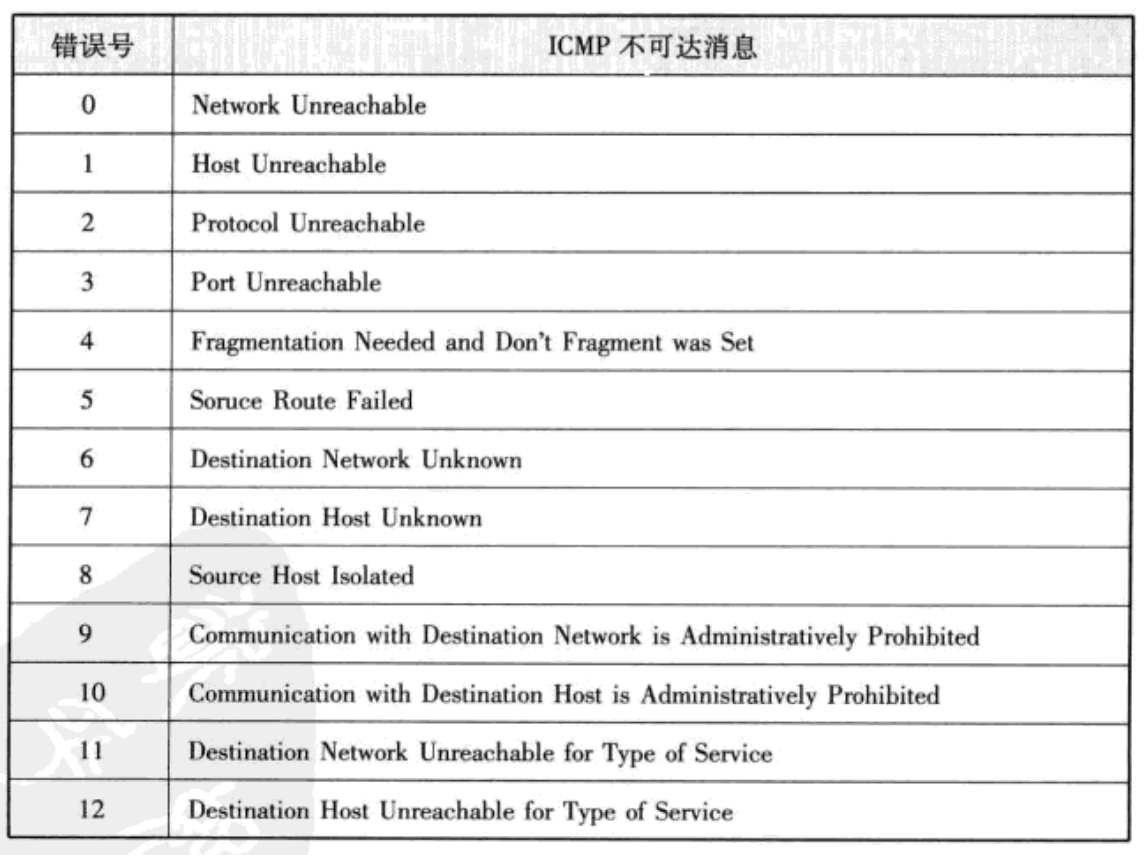 错误号 ICMP 不可达消息
0 Network Unreachable
1 Host Unreachable
2 Protocol Unreachable
3 Port Unreachable
4 Fragmentation Needed and Don't Fragment was Set
5 Soruce Route Failed
6 Destination Network Unknown
7 Destination Host Unknown
8 Source Host Isolated
9 Communication with Destination Network is Administratively Prohibited
10 Communication with Destination Host is Administratively Prohibited
11 Destination Network Unreachable for Type of Service
12 Destination Host Unreachable for Type of Service